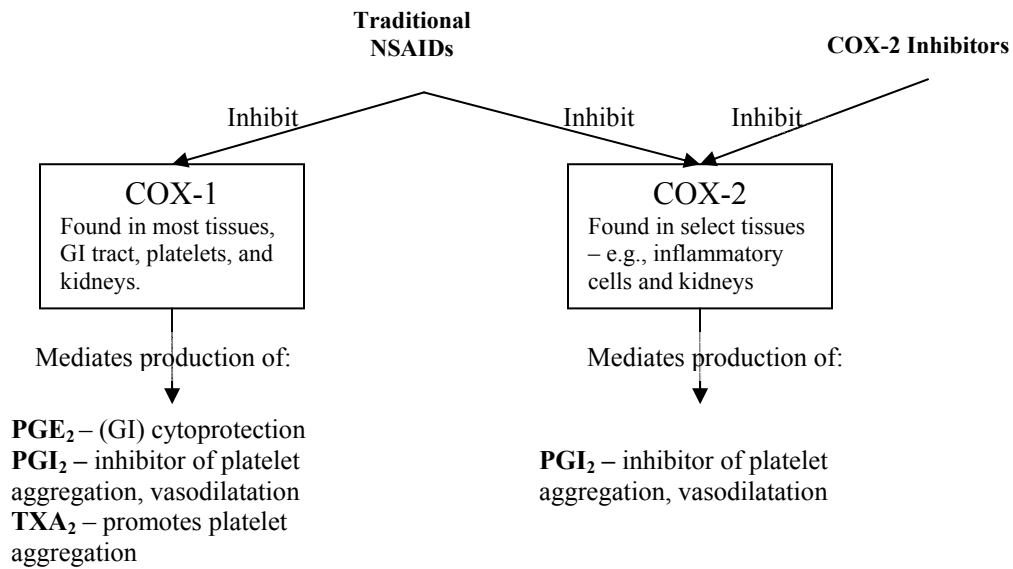 Traditional
NSAIDs
COX-2 Inhibitors
Inhibit
Inhibit
Inhibit
COX-1
Found in most tissues,
GI tract, platelets, and
kidneys.
COX-2
Found in select tissues
– e.g., inflammatory
cells and kidneys
Mediates production of:
Mediates production of:
PGE₂ – (GI) cytoprotection
PGI₂ – inhibitor of platelet
aggregation, vasodilatation
TXA₂ – promotes platelet
aggregation
PGI₂ – inhibitor of platelet
aggregation, vasodilatation